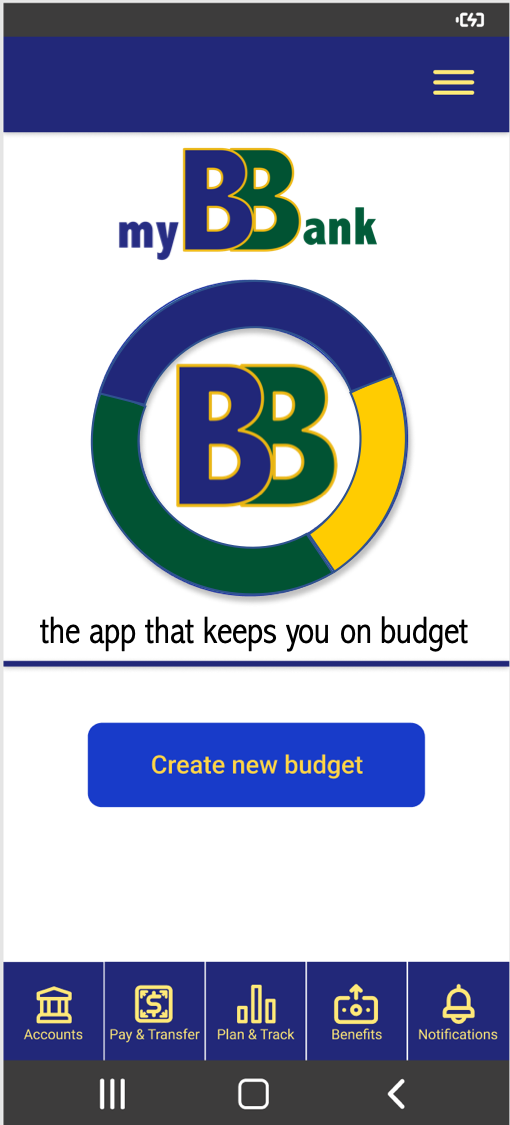 myBBank
BB
the app that keeps you on budget
Create new budget
Accounts Pay & Transfer Plan & Track Benefits Notifications